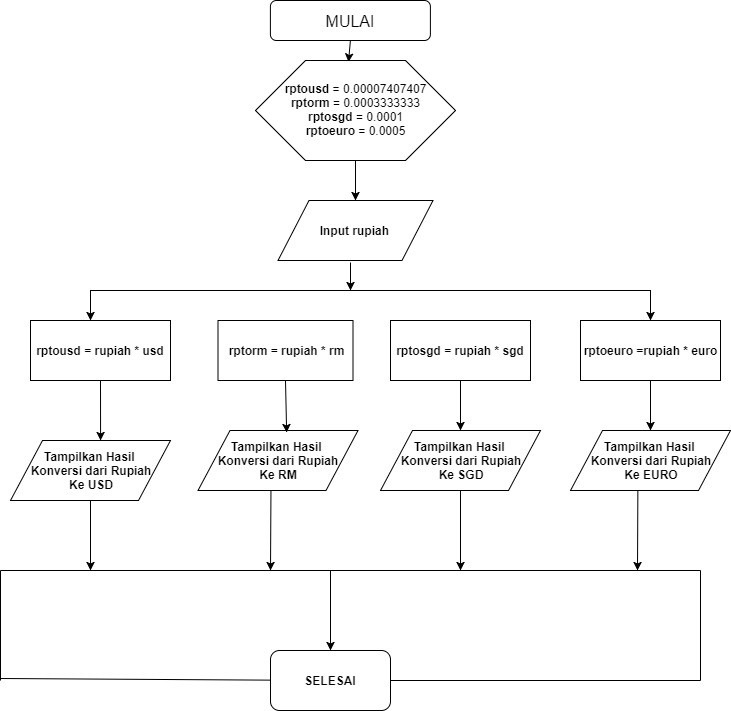 MULAI
rptousd = 0.00007407407
rptorm = 0.0003333333
rptosgd = 0.0001
rptoeuro = 0.0005
Input rupiah
rptousd = rupiah * usd
rptorm = rupiah * rm
rptosgd = rupiah * sgd
rptoeuro =rupiah * euro
Tampilkan Hasil
Konversi dari Rupiah
Ke USD
Tampilkan Hasil
Konversi dari Rupiah
Ke RM
Tampilkan Hasil
Konversi dari Rupiah
Ke SGD
Tampilkan Hasil
Konversi dari Rupiah
Ke EURO
SELESAI